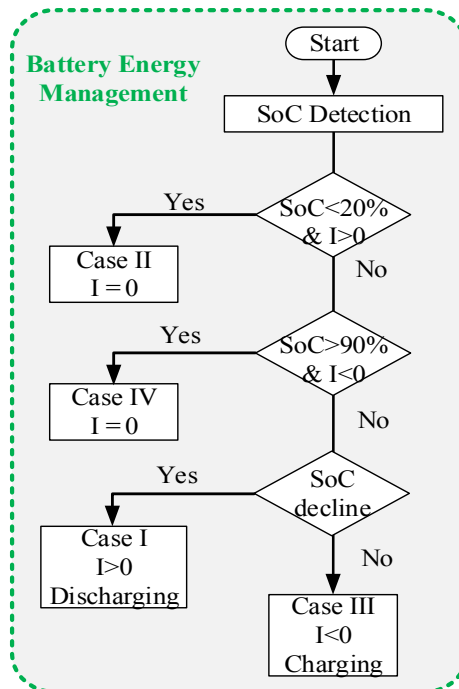 Start
Battery Energy
Management
SoC Detection
SoC<20%
& I>0
Yes
No
Case II
I = 0
SoC>90%
& I<0
Yes
No
Case IV
I = 0
SoC
decline
Yes
No
Case I
I>0
Discharging
Case III
I<0
Charging